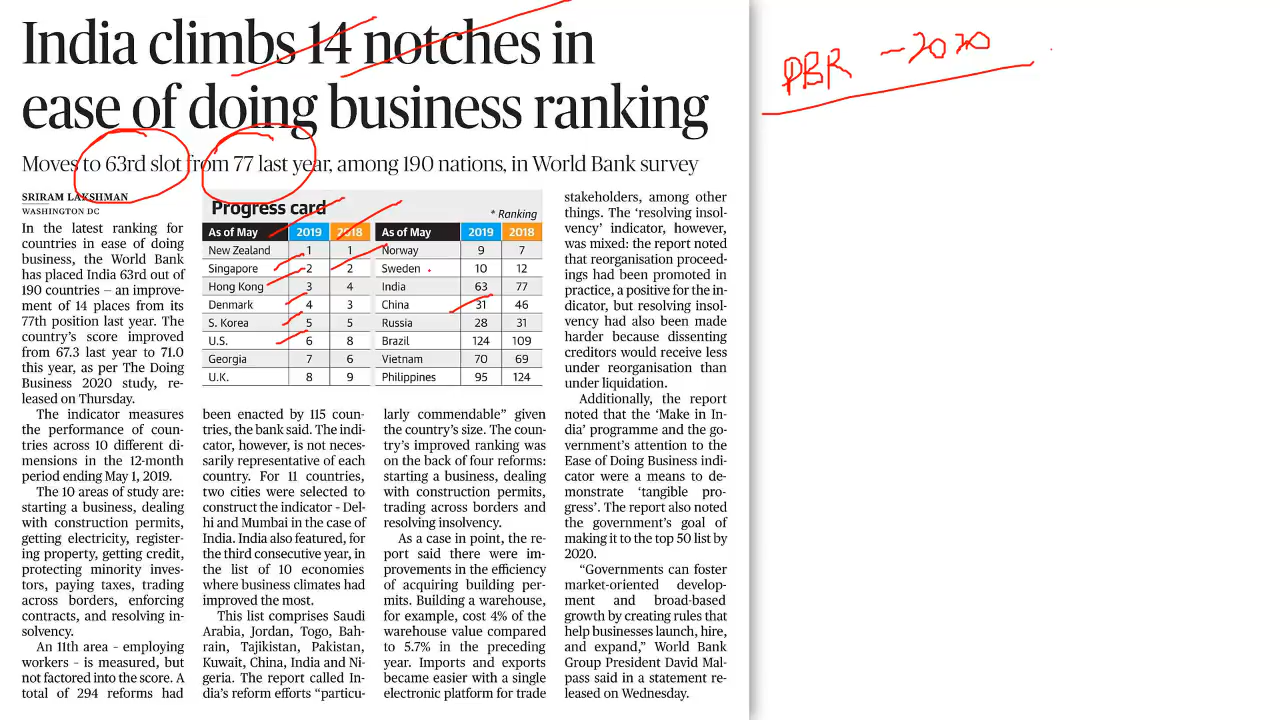 India climbs 14 notches in
ease of doing business ranking
Moves to 63rd slot from 77 last year, among 190 nations, in World Bank survey
SRIRAM LAKSHMAN
WASHINGTON DC
In the latest ranking for
countries in ease of doing
business, the World Bank
has placed India 63rd out of
190 countries – an improve-
ment of 14 places from its
77th position last year. The
country's score improved
from 67.3 last year to 71.0
this year, as per The Doing
Business 2020 study, re-
leased on Thursday.
The indicator measures
the performance of coun-
tries across 10 different di-
mensions in the 12-month
period ending May 1, 2019.
The 10 areas of study are:
starting a business, dealing
with construction permits,
getting electricity, register-
ing property, getting credit,
protecting minority inves-
tors, paying taxes, trading
across borders, enforcing
contracts, and resolving in-
solvency.
An 11th area - employing
workers - is measured, but
not factored into the score. A
total of 294 reforms had
Progress card
* Ranking
As of May 2019 2018 As of May 2019 2018
New Zealand 1 1 Norway 9 7
Singapore 2 2 Sweden 10 12
Hong Kong 3 4 India 63 77
Denmark 4 3 China 31 46
S. Korea 5 5 Russia 28 31
U.S. 6 8 Brazil 124 109
Georgia 7 6 Vietnam 70 69
U.K. 8 9 Philippines 95 124
been enacted by 115 coun-
tries, the bank said. The indi-
cator, however, is not neces-
sarily representative of each
country. For 11 countries,
two cities were selected to
construct the indicator - Del-
hi and Mumbai in the case of
India. India also featured, for
the third consecutive year, in
the list of 10 economies
where business climates had
improved the most.
This list comprises Saudi
Arabia, Jordan, Togo, Bah-
rain, Tajikistan, Pakistan,
Kuwait, China, India and Ni-
geria. The report called In-
dia's reform efforts "particu-
larly commendable" given
the country's size. The coun-
try's improved ranking was
on the back of four reforms:
starting a business, dealing
with construction permits,
trading across borders and
resolving insolvency.
As a case in point, the re-
port said there were im-
provements in the efficiency
of acquiring building per-
mits. Building a warehouse,
for example, cost 4% of the
warehouse value compared
to 5.7% in the preceding
year. Imports and exports
became easier with a single
electronic platform for trade
stakeholders, among other
things. The 'resolving insol-
vency' indicator, however,
was mixed: the report noted
that reorganisation proceed-
ings had been promoted in
practice, a positive for the in-
dicator, but resolving insol-
vency had also been made
harder because dissenting
creditors would receive less
under reorganisation than
under liquidation.
Additionally, the report
noted that the 'Make in In-
dia' programme and the go-
vernment's attention to the
Ease of Doing Business indi-
cator were a means to de-
monstrate 'tangible pro-
gress'. The report also noted
the government's goal of
making it to the top 50 list by
2020.
"Governments can foster
market-oriented develop-
ment and broad-based
growth by creating rules that
help businesses launch, hire,
and expand," World Bank
Group President David Mal-
pass said in a statement re-
leased on Wednesday.
DBR - 2020